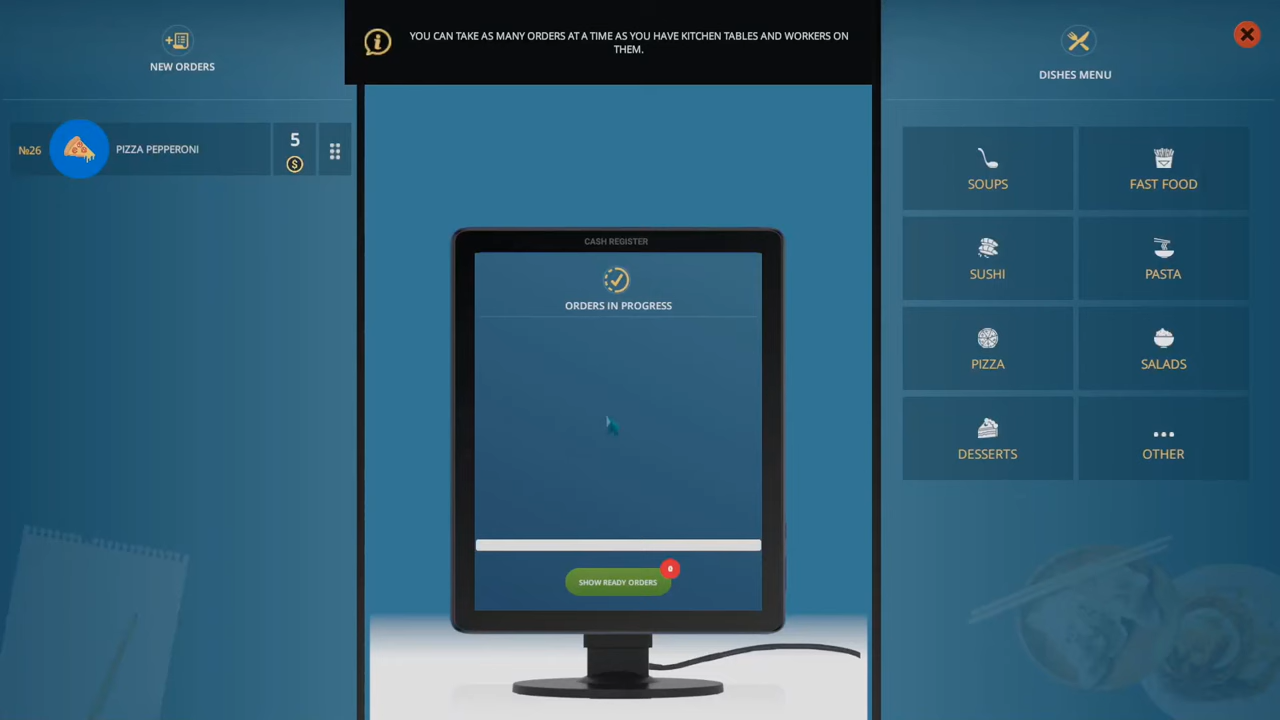 NEW ORDERS
№26
PIZZA PEPPERONI
5
$
YOU CAN TAKE AS MANY ORDERS AT A TIME AS YOU HAVE KITCHEN TABLES AND WORKERS ON
THEM.
CASH REGISTER
ORDERS IN PROGRESS
0
SHOW READY ORDERS
DISHES MENU
SOUPS
FAST FOOD
SUSHI
PASTA
PIZZA
SALADS
DESSERTS
OTHER